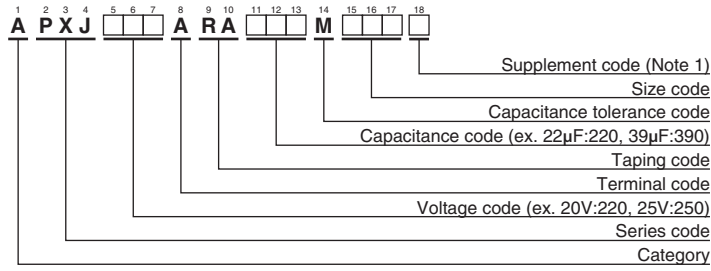 1 2 3 4 5 6 7 8 9 10 11 12 13 14 15 16 17 18
A P X J □□□ A R A □□□ M □□□ □
Supplement code (Note 1)
Size code
Capacitance tolerance code
Capacitance code (ex. 22µF:220, 39µF:390)
Taping code
Terminal code
Voltage code (ex. 20V:220, 25V:250)
Series code
Category